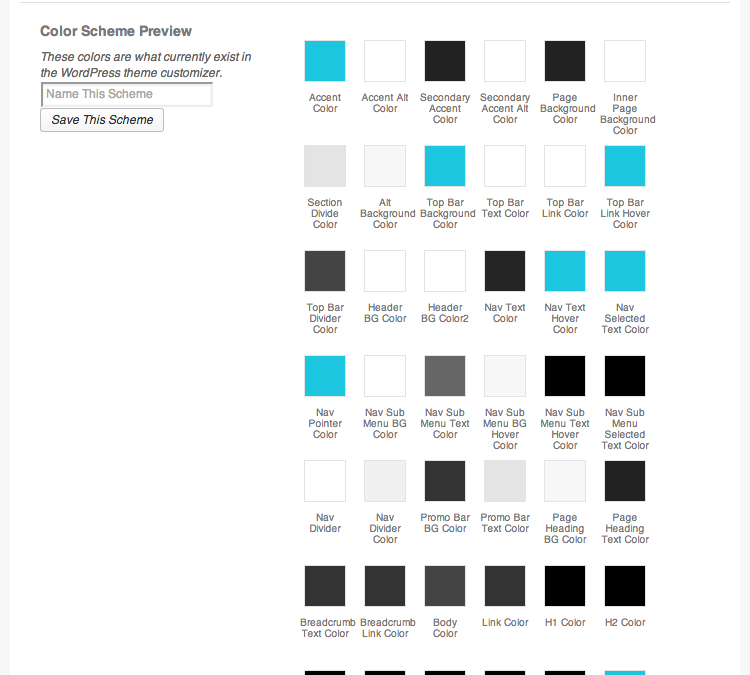 Color Scheme Preview
These colors are what currently exist in
the WordPress theme customizer.
Name This Scheme
Save This Scheme
Accent
Color
Accent Alt
Color
Secondary
Accent
Color
Secondary
Accent Alt
Color
Page
Background
Color
Inner
Page
Background
Color
Section
Divide
Color
Alt
Background
Color
Top Bar
Background
Color
Top Bar
Text Color
Top Bar
Link Color
Top Bar
Link Hover
Color
Top Bar
Divider
Color
Header
BG Color
Header
BG Color2
Nav Text
Color
Nav Text
Hover
Color
Nav
Selected
Text Color
Nav
Pointer
Color
Nav Sub
Menu BG
Color
Nav Sub
Menu Text
Color
Nav Sub
Menu BG
Hover
Color
Nav Sub
Menu Text
Hover
Color
Nav Sub
Menu
Selected
Text Color
Nav
Divider
Nav
Divider
Color
Promo Bar
BG Color
Promo Bar
Text Color
Page
Heading
BG Color
Page
Heading
Text Color
Breadcrumb
Text Color
Breadcrumb
Link Color
Body
Color
Link Color
H1 Color
H2 Color